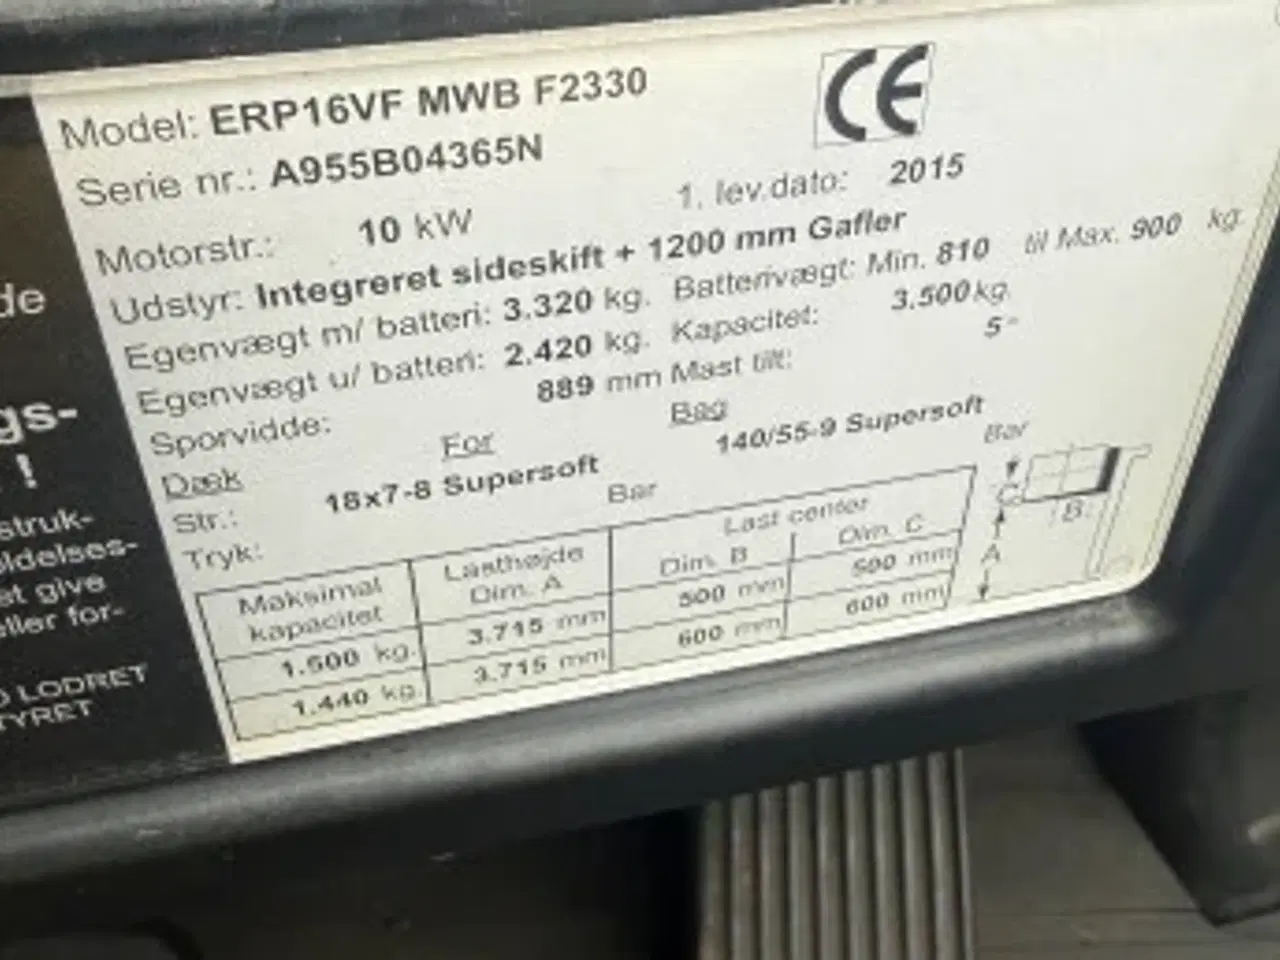 Model: ERP16VF MWB F2330
CE
Serie nr.: A955B04365N
1. lev.dato: 2015
Motorstr.: 10 kW
Udstyr: Integreret sideskift + 1200 mm Gafler
Egenvægt m/ batteri: 3.320 kg. Batterivægt: Min. 810 til Max. 900 kg.
Egenvægt u/ batteri: 2.420 kg. Kapacitet: 3.500 kg.
Sporvidde: 889 mm Mast tilt: 5°
Dæk For Bag
Str.: 18x7-8 Supersoft 140/55-9 Supersoft
Tryk: Bar Bar
Maksimal kapacitet Lasthøjde Dim. A Last center Dim. B Dim. C
kg. 3.715 mm 500 mm 500 mm
1.440 kg. 3.715 mm 600 mm 600 mm
C B A
de
gs-
!
struk-
eldelses-
et give
eller for-
LODRET
TYRET